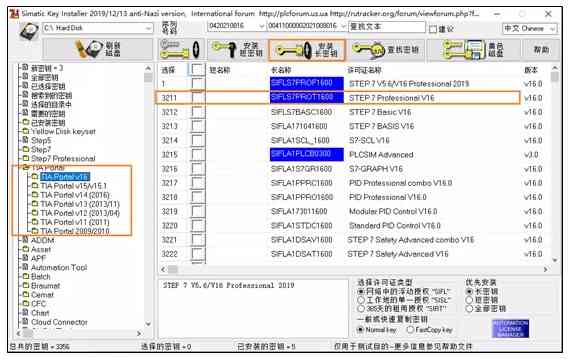 Simatic Key Installer 2019/12/13 anti-Nazi version, International forum http://plcforum.uz.ua http://rutracker.org/forum/viewforum.php?f...
C:\ Hard Disk
序列号码
0420210816
04110000202021008016
查找文本
建议
中文 Chinese
刷新磁盘
安装短密钥
安装长密钥
查找密钥
黄色磁盘
帮助
新密钥 = 3
全部密钥
已选择密钥
搜索到的密钥
选择的目录中
需要的密钥
已安装密钥
Yellow Disk keyset
Step5
Step7
Step7 Professional
TIA Portal
TIA Portal v16
TIA Portal v15/v15.1
TIA Portal v14 (2016)
TIA Portal v13 (2013/11)
TIA Portal v12 (2013/04)
TIA Portal v11 (2011)
TIA Portal 2009/2010
ADDM
Asset
APF
Automation Tool
Batch
Braumat
Cemat
CFC
Chart
Cloud Connector
选择 短名称 长名称 许可证名称 版本
1 SIFLS7PROF1600 STEP 7 V5.6/V16 Professional 2019 v16.0
3211 SIFLS7PROT1600 STEP 7 Professional V16 v16.0
3212 SIFLS7BASC1600 STEP 7 Basic V16 v16.0
3213 SIFLA171041600 STEP 7 BASIS V16 v16.0
3214 SIFLA1SCL_1600 S7-SCL V16 v16.0
3215 SIFLA1PLCB0300 PLCSIM Advanced v3.0
3216 SIFLA1S7GR1600 S7-GRAPH V16 v16.0
3217 SIFLA1PPRC1600 PID Professional combo V16.0 v16.0
3218 SIFLA1PPRO1600 PID Professional V16.0 v16.0
3219 SIFLA173011600 Modular PID Control V16.0 v16.0
3220 SIFLA1STDC1600 Standard PID Control V16.0 v16.0
3221 SIFLA1DSAV1600 STEP 7 Safety Advanced combo V16 v16.0
3222 SIFLA1DSAT1600 STEP 7 Safety Advanced V16 v16.0
STEP 7 V5.6/V16 Professional 2019
选择许可证类型
网络中的浮动授权 "SIFL"
工作地的单一授权 "SISL"
365天的租用授权 "SIRT"
一般或快速复制密钥
Normal key FastCopy key
优先安装
长密钥
短密钥
全部密钥
AUTOMATION LICENSE MANAGER
总共的密钥 = 3356 选择的密钥 = 0 已安装的密钥 = 5 仅用于测试目的-更多信息参见帮助文件